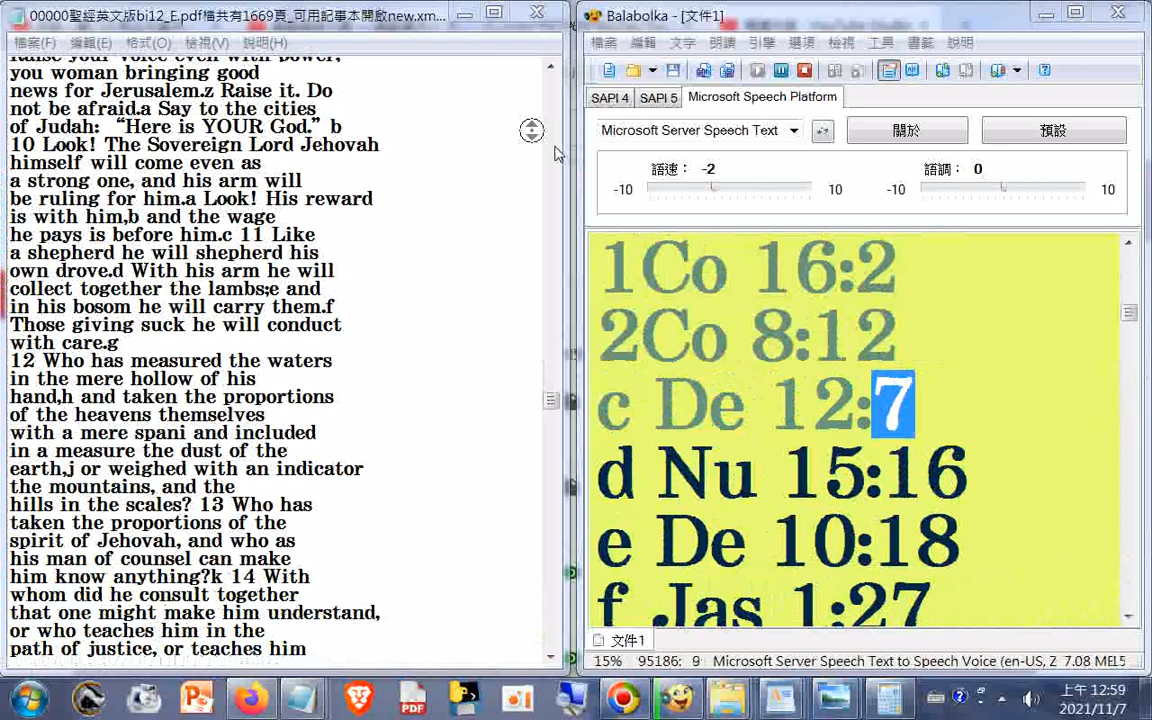 00000聖經英文版bi12_E.pdf檔共有1669頁_可用記事本開啟new.xm...
檔案(F) 編輯(E) 格式(O) 檢視(V) 說明(H)
raise your voice even with power,
you woman bringing good
news for Jerusalem.z Raise it. Do
not be afraid.a Say to the cities
of Judah: “Here is YOUR God.” b
10 Look! The Sovereign Lord Jehovah
himself will come even as
a strong one, and his arm will
be ruling for him.a Look! His reward
is with him,b and the wage
he pays is before him.c 11 Like
a shepherd he will shepherd his
own drove.d With his arm he will
collect together the lambs;e and
in his bosom he will carry them.f
Those giving suck he will conduct
with care.g
12 Who has measured the waters
in the mere hollow of his
hand,h and taken the proportions
of the heavens themselves
with a mere spani and included
in a measure the dust of the
earth,j or weighed with an indicator
the mountains, and the
hills in the scales? 13 Who has
taken the proportions of the
spirit of Jehovah, and who as
his man of counsel can make
him know anything?k 14 With
whom did he consult together
that one might make him understand,
or who teaches him in the
path of justice, or teaches him
Balabolka - [文件1]
檔案 編輯 文字 朗讀 引擎 選項 檢視 工具 書籤 說明
SAPI 4 SAPI 5 Microsoft Speech Platform
Microsoft Server Speech Text 關於 預設
語速： -2 語調： 0
-10 10 -10 10
1Co 16:2
2Co 8:12
c De 12:7
d Nu 15:16
e De 10:18
f Jas 1:27
文件1
15% 95186: 9 Microsoft Server Speech Text to Speech Voice (en-US, Z 7.08 МБ15
上午 12:59
2021/11/7